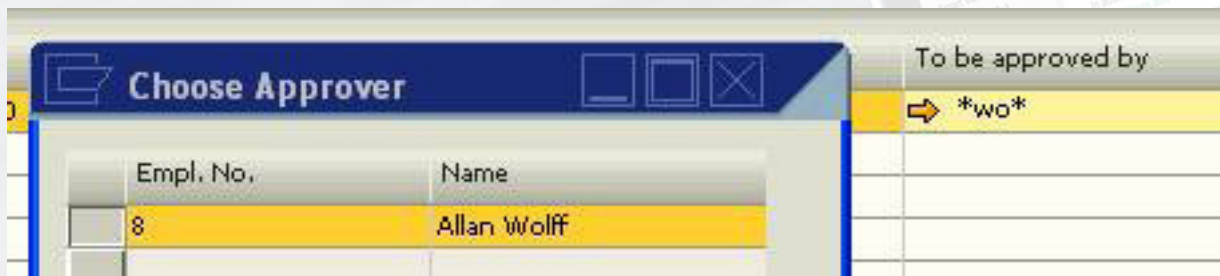 Choose Approver
To be approved by
*wo*
Empl. No. Name
8 Allan Wolff